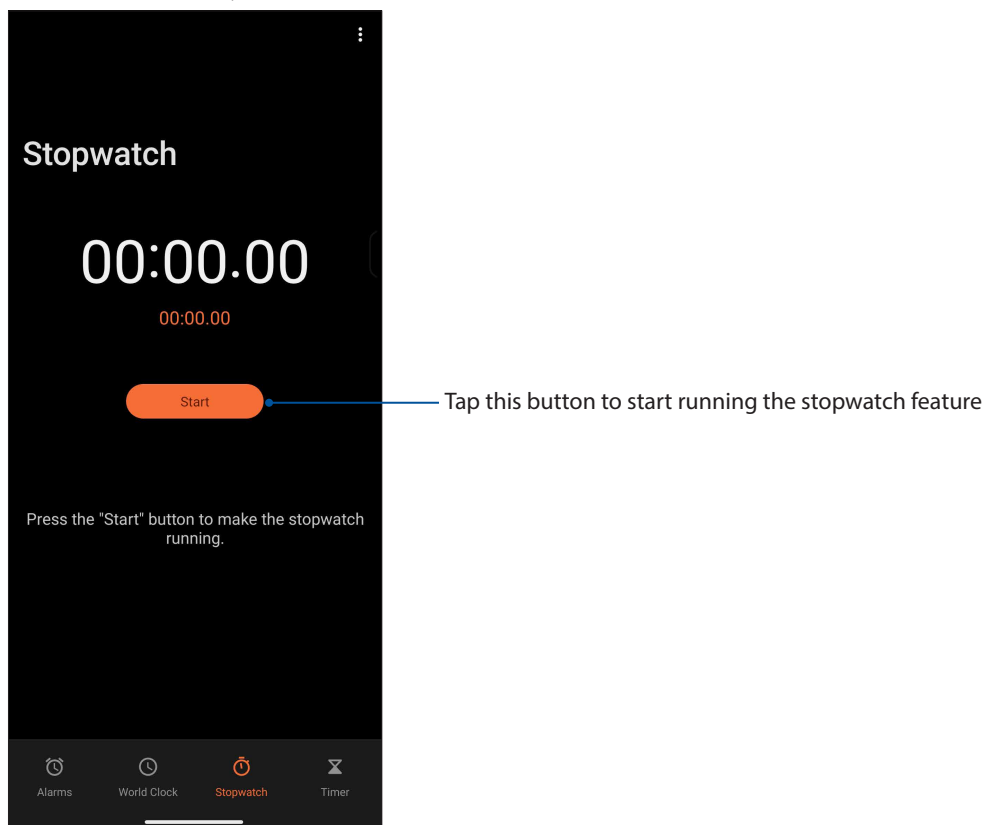 Stopwatch
00:00.00
00:00.00
Start
Tap this button to start running the stopwatch feature
Press the "Start" button to make the stopwatch
running.
Alarms World Clock Stopwatch Timer